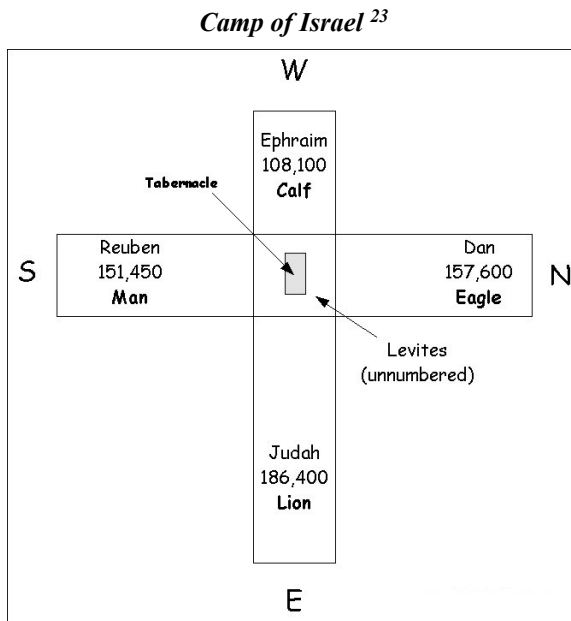 Camp of Israel 23
W
Ephraim
108,100
Calf
Tabernacle
S
Reuben
151,450
Man
Dan
157,600
Eagle
N
Levites
(unnumbered)
Judah
186,400
Lion
E